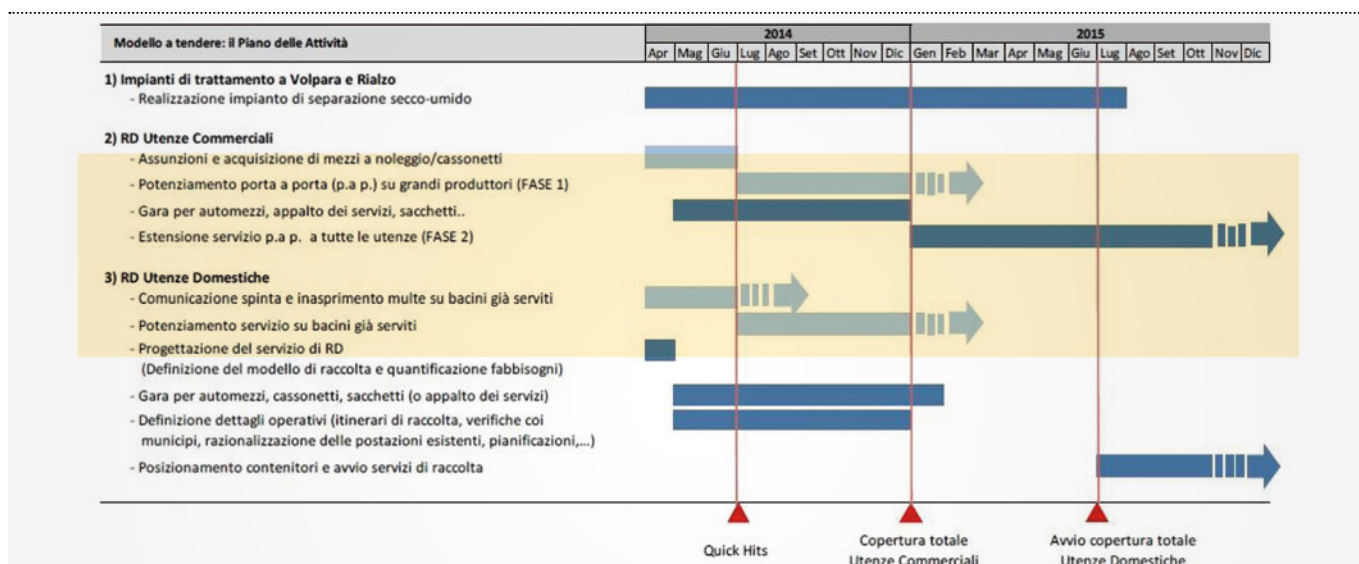 2014 2015
Modello a tendere: il Piano delle Attività
Apr Mag Giu Lug Ago Set Ott Nov Dic Gen Feb Mar Apr Mag Giu Lug Ago Set Ott Nov Dic
1) Impianti di trattamento a Volpara e Rialzo
- Realizzazione impianto di separazione secco-umido
2) RD Utenze Commerciali
- Assunzioni e acquisizione di mezzi a noleggio/cassonetti
- Potenziamento porta a porta (p.a p.) su grandi produttori (FASE 1)
- Gara per automezzi, appalto dei servizi, sacchetti..
- Estensione servizio p.a p. a tutte le utenze (FASE 2)
3) RD Utenze Domestiche
- Comunicazione spinta e inasprimento multe su bacini già serviti
- Potenziamento servizio su bacini già serviti
- Progettazione del servizio di RD
(Definizione del modello di raccolta e quantificazione fabbisogni)
- Gara per automezzi, cassonetti, sacchetti (o appalto dei servizi)
- Definizione dettagli operativi (itinerari di raccolta, verifiche coi
municipi, razionalizzazione delle postazioni esistenti, pianificazioni,...)
- Posizionamento contenitori e avvio servizi di raccolta
Quick Hits
Copertura totale
Utenze Commerciali
Avvio copertura totale
Utenze Domestiche